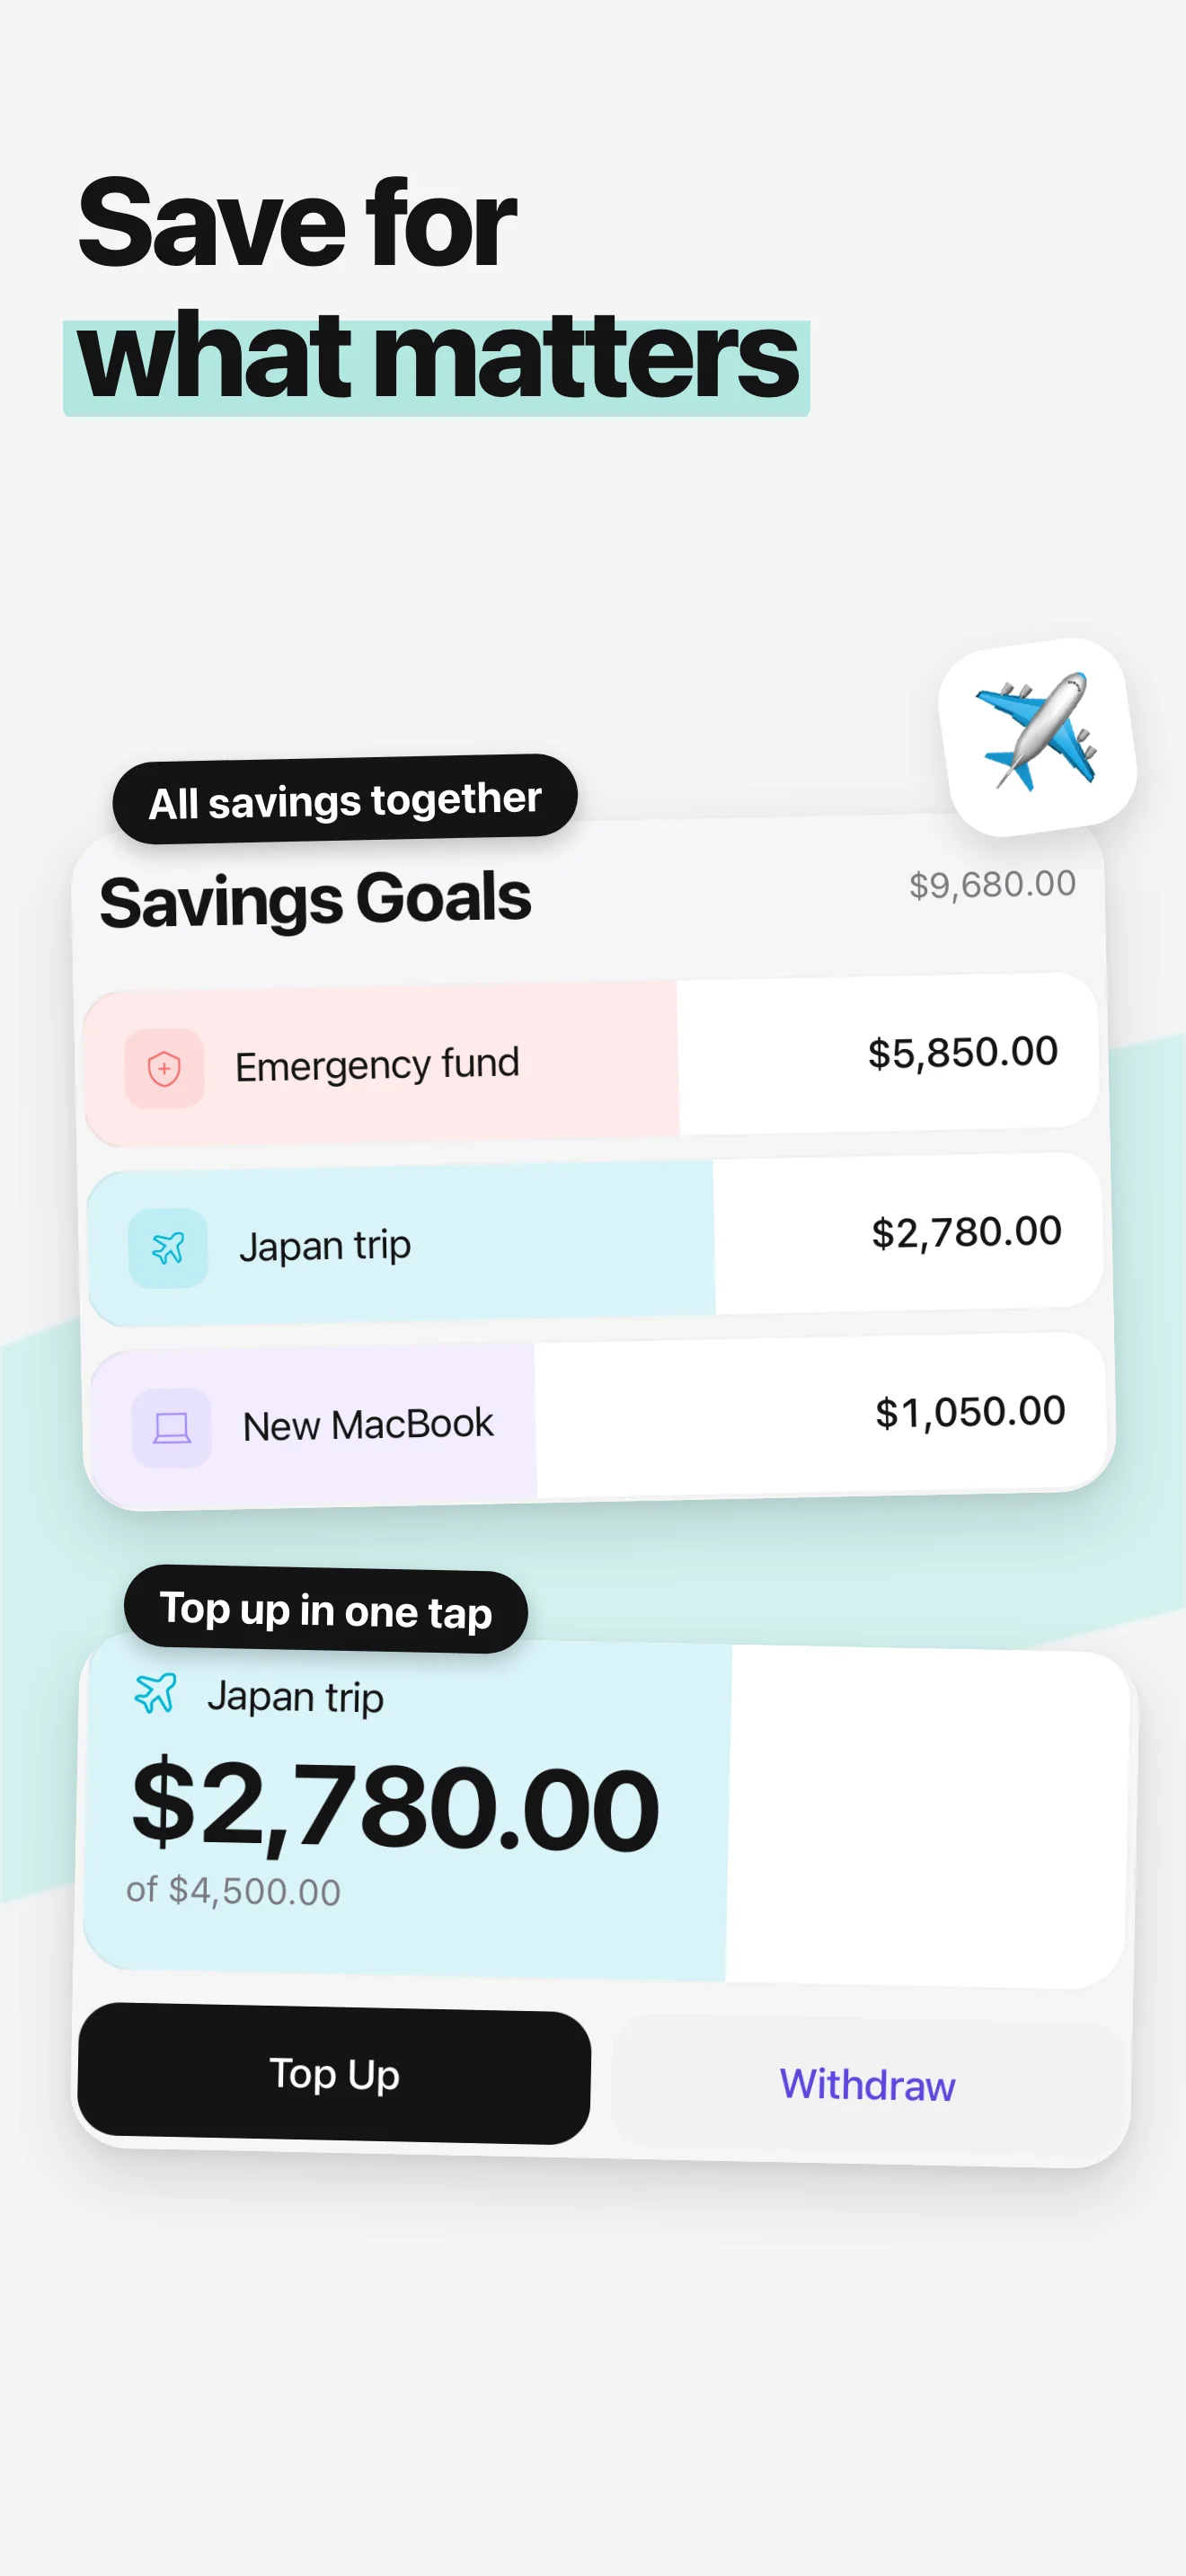 Save for
what matters
All savings together
Savings Goals
$9,680.00
Emergency fund
$5,850.00
Japan trip
$2,780.00
New MacBook
$1,050.00
Top up in one tap
Japan trip
$2,780.00
of $4,500.00
Top Up
Withdraw